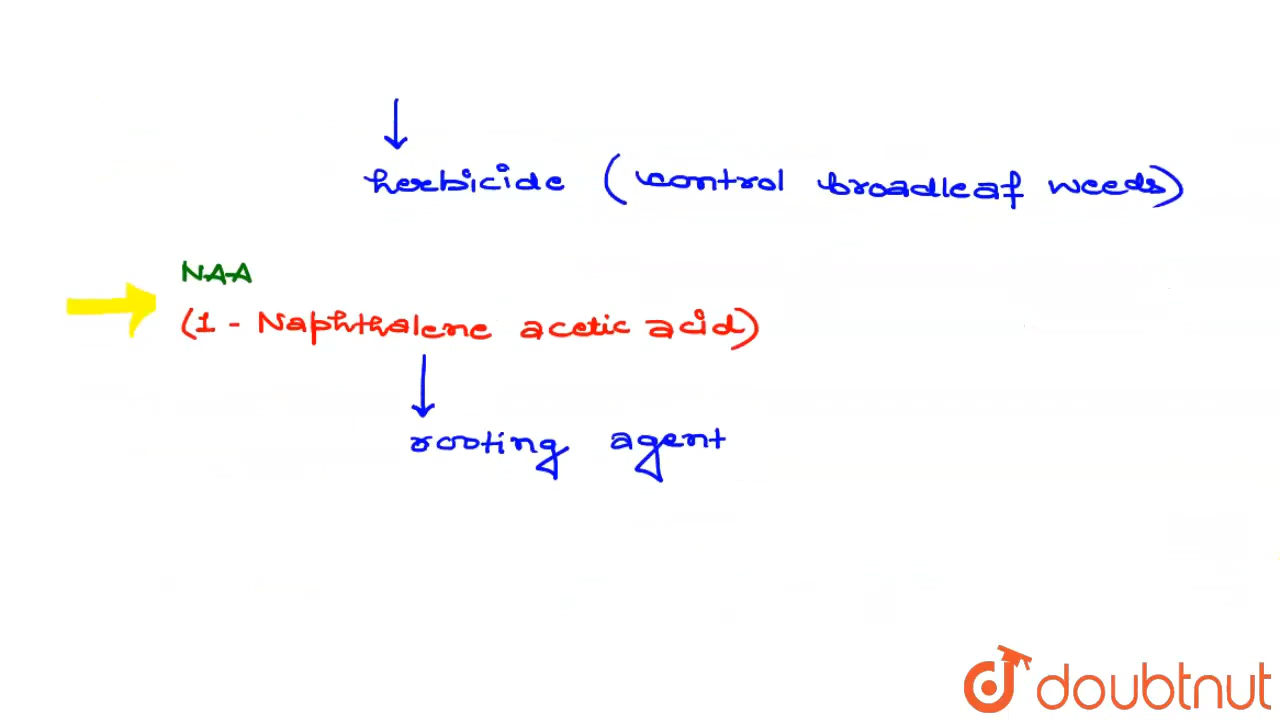 ↓
herbicide (control broadleaf weeds)
NAA
(1 - Naphthalene acetic acid)
↓
rooting agent
doubtnut